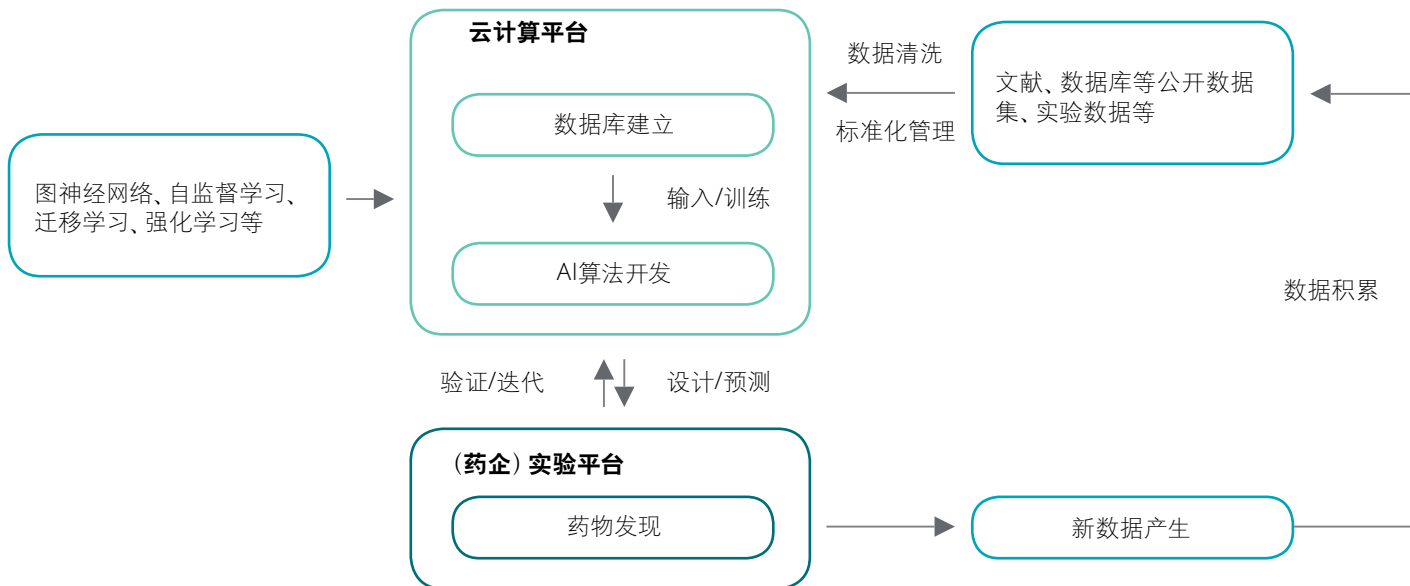 云计算平台
数据库建立
输入/训练
AI算法开发
数据清洗
标准化管理
文献、数据库等公开数据
集、实验数据等
图神经网络、自监督学习、
迁移学习、强化学习等
数据积累
验证/迭代
设计/预测
(药企) 实验平台
药物发现
新数据产生